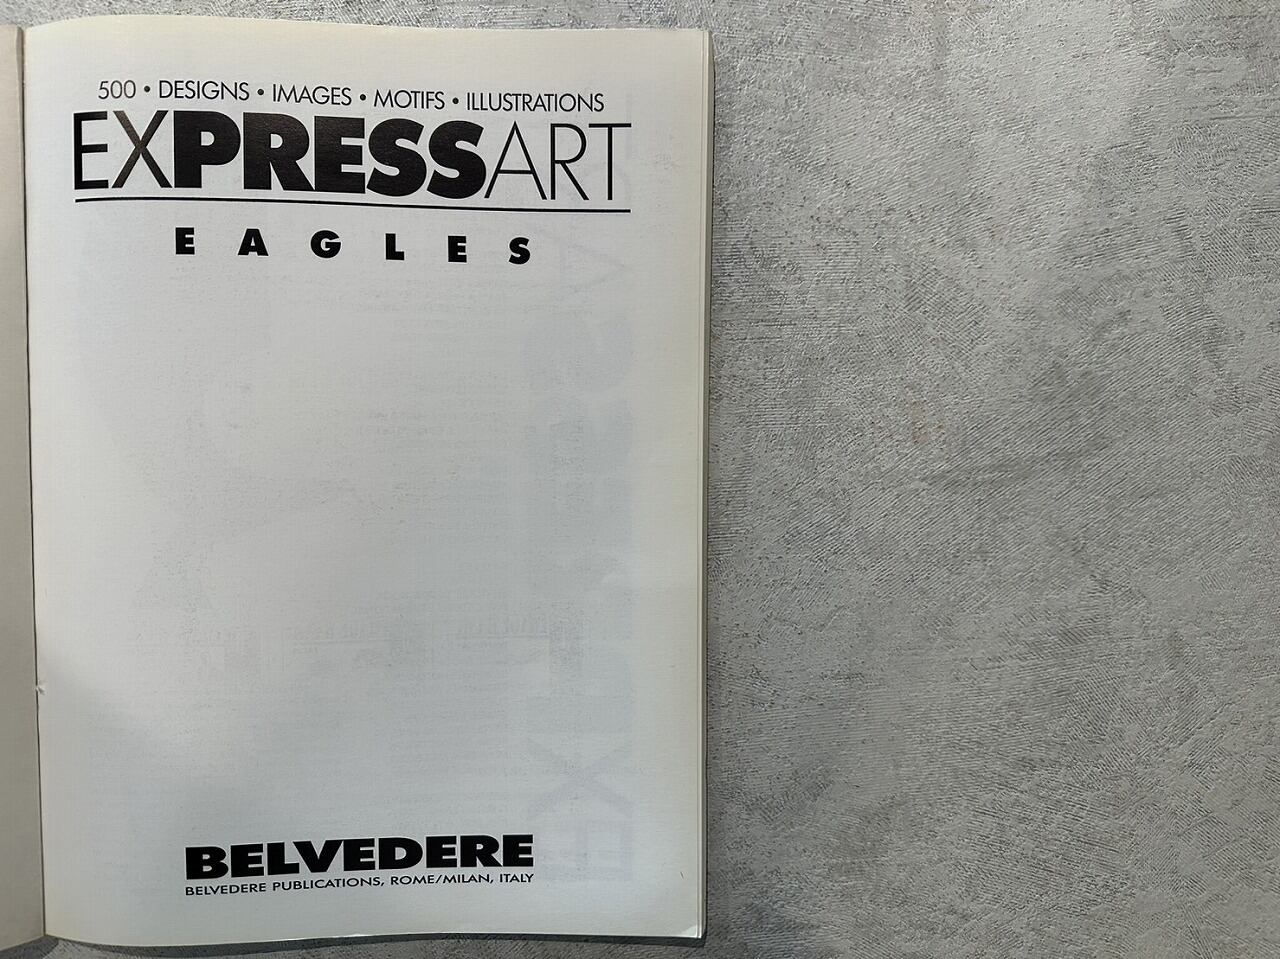 500 • DESIGNS • IMAGES • MOTIFS • ILLUSTRATIONS
EXPRESSART
EAGLES
BELVEDERE
BELVEDERE PUBLICATIONS, ROME/MILAN, ITALY